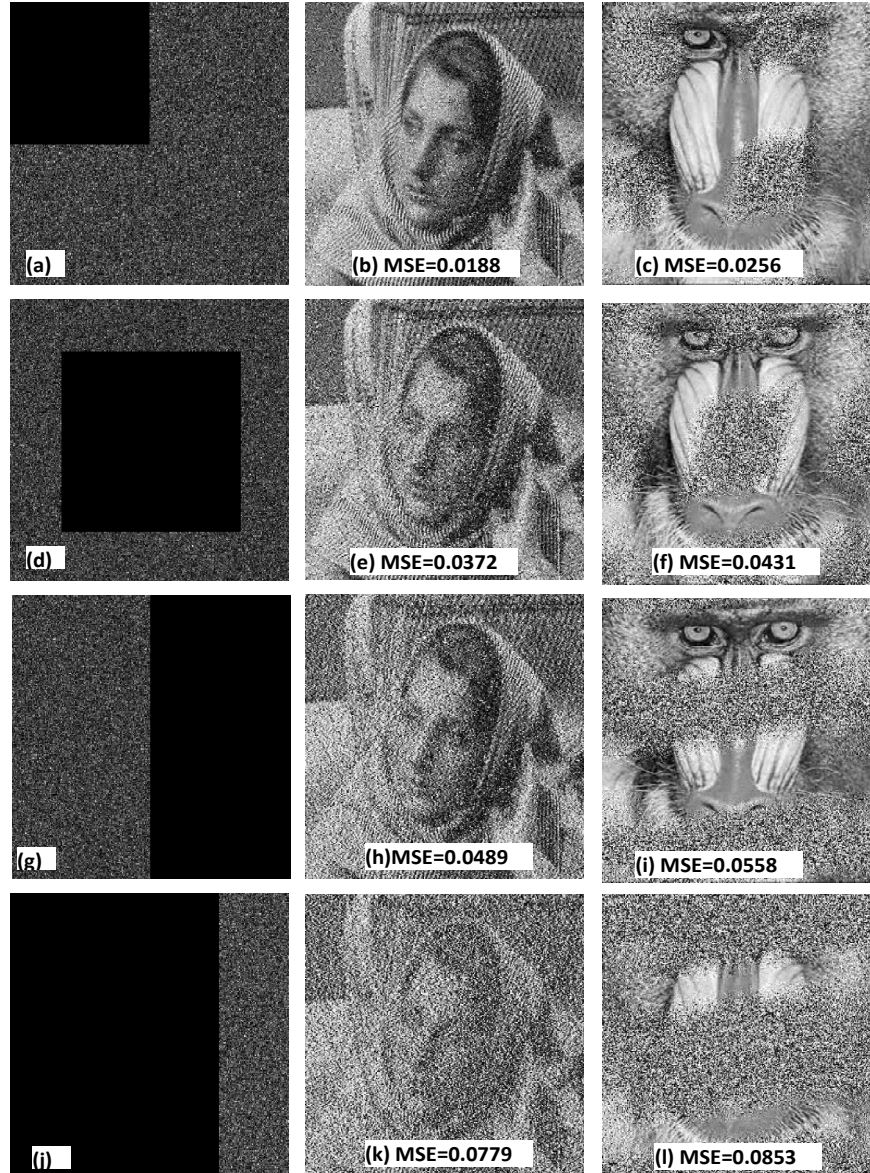 (a)
(b) MSE=0.0188
(c) MSE=0.0256
(d)
(e) MSE=0.0372
(f) MSE=0.0431
(g)
(h)MSE=0.0489
(i) MSE=0.0558
(j)
(k) MSE=0.0779
(l) MSE=0.0853